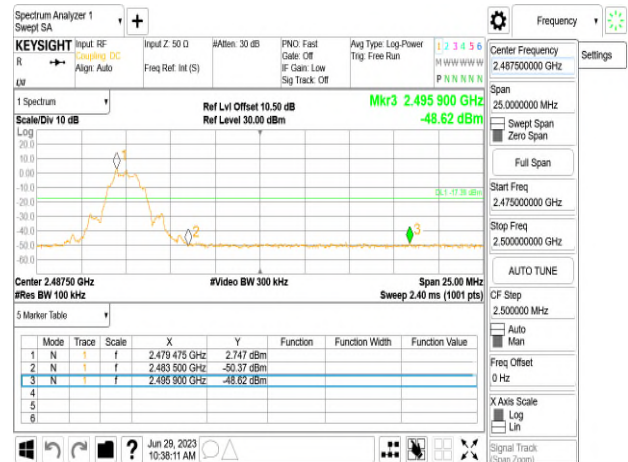 Spectrum Analyzer 1
Swept SA
+
Frequency
KEYSIGHT
R
Input: RF
Coupling: DC
Align: Auto
Input Z: 50 Ω
Freq Ref: Int (S)
#Atten: 30 dB
PNO: Fast
Gate: Off
IF Gain: Low
Sig Track: Off
Avg Type: Log-Power
Trig: Free Run
1 2 3 4 5 6
M W W W W W
P N N N N N
1 Spectrum
Scale/Div 10 dB
Ref Lvl Offset 10.50 dB
Ref Level 30.00 dBm
Mkr3 2.495 900 GHz
-48.62 dBm
Log
20.0
10.0
0.00
-10.0
-20.0
-30.0
-40.0
-50.0
-60.0
1
2
3
Center 2.48750 GHz
#Res BW 100 kHz
#Video BW 300 kHz
Span 25.00 MHz
Sweep 2.40 ms (1001 pts)
5 Marker Table
Mode Trace Scale X Y Function Function Width Function Value
1 N 1 f 2.479 475 GHz 2.747 dBm
2 N 1 f 2.483 500 GHz -50.37 dBm
3 N 1 f 2.495 900 GHz -48.62 dBm
4
5
6
?
Jun 29, 2023
10:38:11 AM
Center Frequency
2.487500000 GHz
Settings
Span
25.0000000 MHz
Swept Span
Zero Span
Full Span
Start Freq
2.475000000 GHz
Stop Freq
2.500000000 GHz
AUTO TUNE
CF Step
2.500000 MHz
Auto
Man
Freq Offset
0 Hz
X Axis Scale
Log
Lin
Signal Track
(Span Zoom)